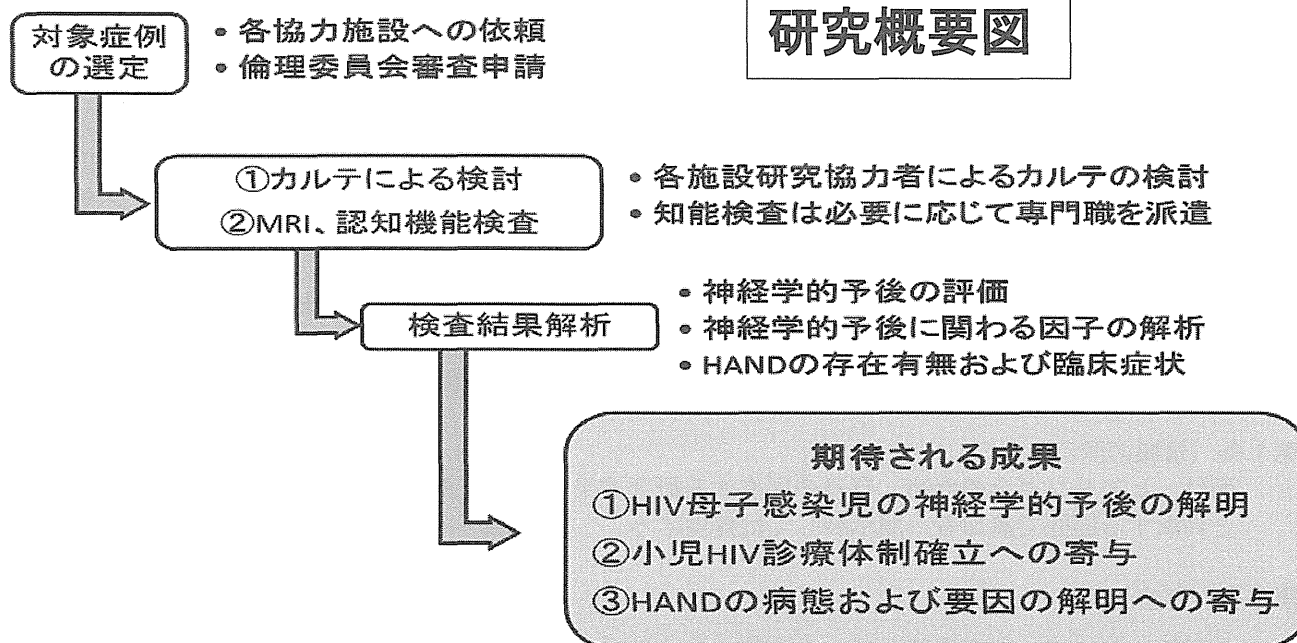 研究概要図
対象症例
の選定
• 各協力施設への依頼
• 倫理委員会審査申請
①カルテによる検討
②MRI、認知機能検査
• 各施設研究協力者によるカルテの検討
• 知能検査は必要に応じて専門職を派遣
検査結果解析
• 神経学的予後の評価
• 神経学的予後に関わる因子の解析
• HANDの存在有無および臨床症状
期待される成果
①HIV母子感染児の神経学的予後の解明
②小児HIV診療体制確立への寄与
③HANDの病態および要因の解明への寄与